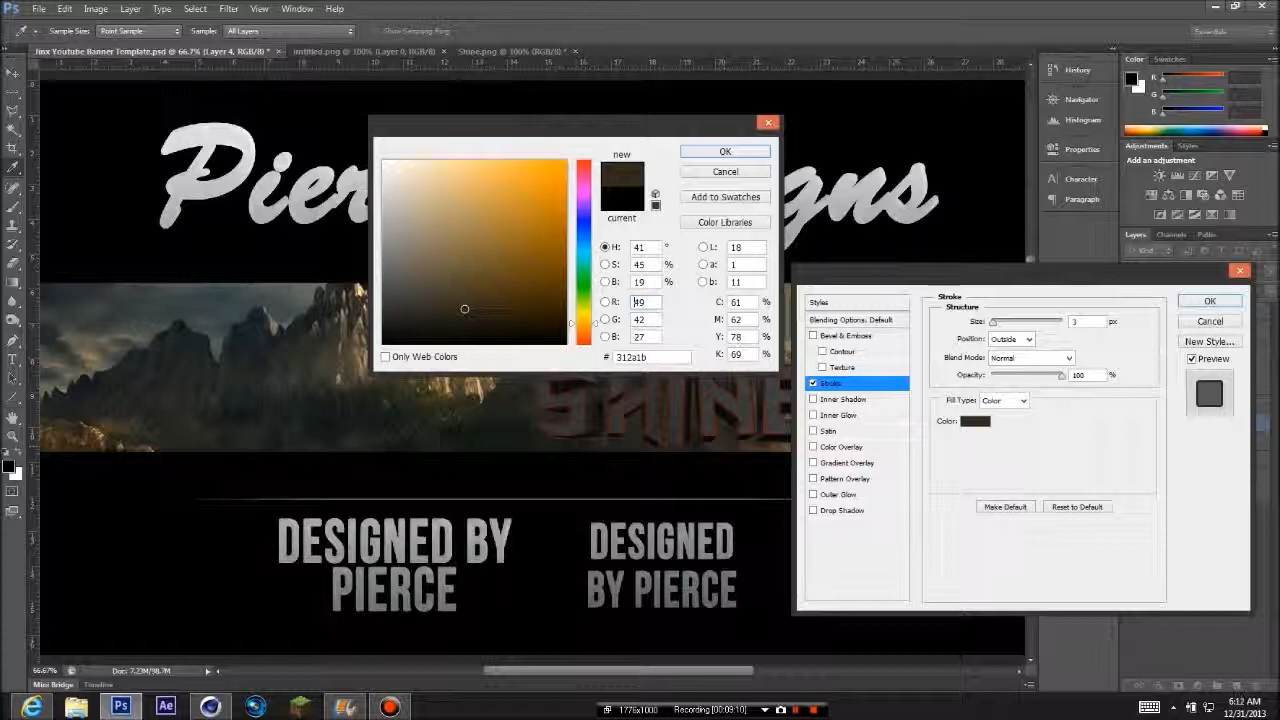 Ps File Edit Image Layer Type Select Filter View Window Help
Sample Size: Point Sample Sample: All Layers Show Sampling Ring Essentials
Jinx Youtube Banner Template.psd @ 66.7% (Layer 4, RGB/8) * × untitled.png @ 100% (Layer 0, RGB/8) × Shine.png @ 100% (RGB/8) * ×
new
OK
Cancel
Add to Swatches
current
Color Libraries
H: 41 ° L: 18
S: 45 % a: 1
B: 19 % b: 11
R: 49 C: 61 %
G: 42 M: 62 %
B: 27 Y: 78 %
Only Web Colors # 312a1b K: 69 %
Styles
Blending Options: Default
Bevel & Emboss
Contour
Texture
Stroke
Inner Shadow
Inner Glow
Satin
Color Overlay
Gradient Overlay
Pattern Overlay
Outer Glow
Drop Shadow
Stroke
Structure
Size: 3 px
Position: Outside
Blend Mode: Normal
Opacity: 100 %
Fill Type: Color
Color:
Make Default Reset to Default
OK
Cancel
New Style...
Preview
History
Navigator
Histogram
Properties
Character
Paragraph
Color Swatches
R
G
B
Adjustments Styles
Add an adjustment
Layers Channels Paths
Kind
DESIGNED BY
PIERCE
DESIGNED
BY PIERCE
66.67% Doc: 7.23M/98.7M
Mini Bridge Timeline
Ps Ae
1776x1000 Recording [00:09:10]
6:12 AM
12/31/2013